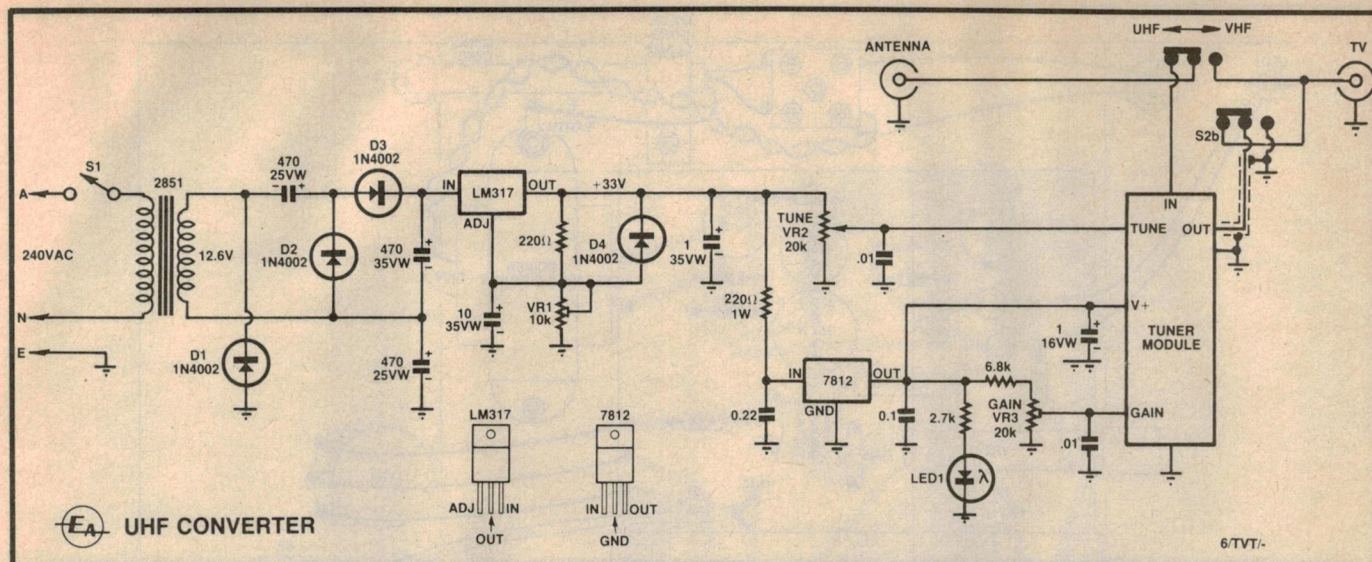 UHF VHF
ANTENNA
TV
S2b
S1
A
240VAC
N
E
2851
12.6V
470
25VW
- +
D3
1N4002
D2
1N4002
D1
1N4002
470
35VW
+
-
470
25VW
+
-
IN LM317 OUT
ADJ
+33V
220Ω
D4
1N4002
1
35VW
+
-
10
35VW
+
-
VR1
10k
TUNE
VR2
20k
.01
220Ω
1W
IN 7812 OUT
GND
0.22
0.1
2.7k
6.8k
GAIN
VR3
20k
.01
LED1
λ
1
16VW
+
-
IN
TUNE OUT
V+
TUNER
MODULE
GAIN
LM317
ADJ IN
OUT
7812
IN OUT
GND
EA UHF CONVERTER
6/TVT/-